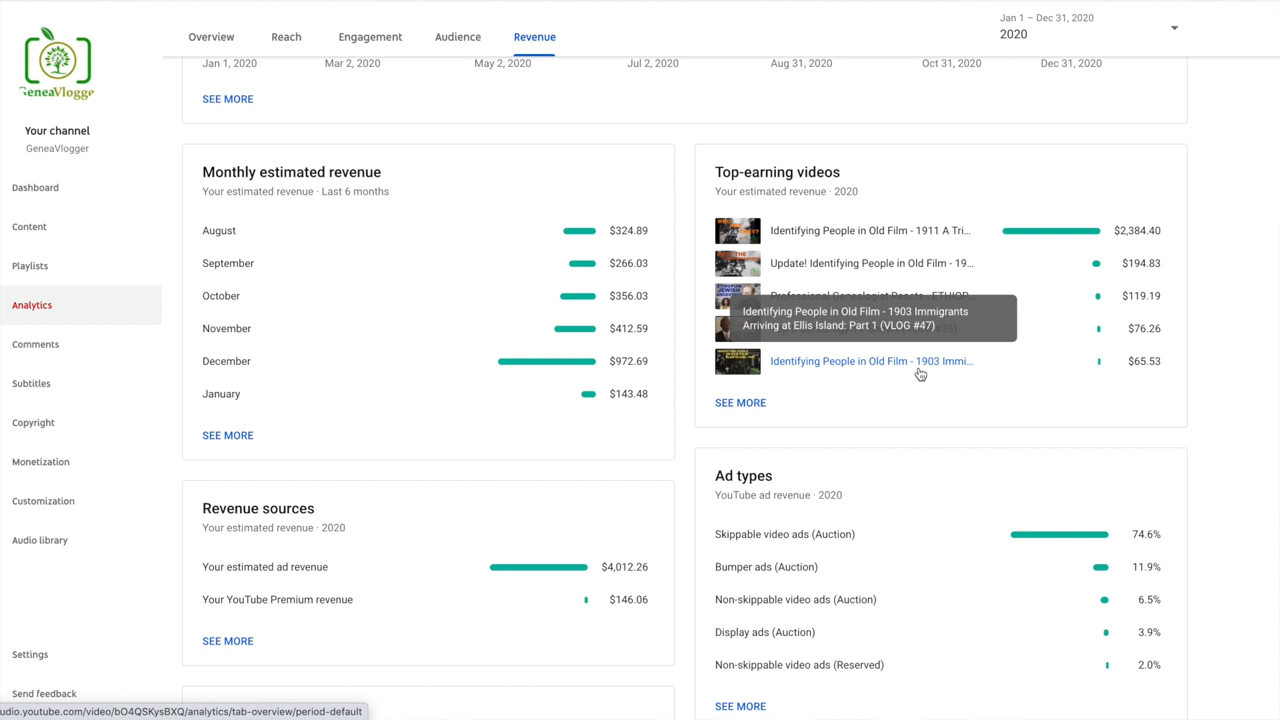 GeneaVlogge
Your channel
GeneaVlogger
Dashboard
Content
Playlists
Analytics
Comments
Subtitles
Copyright
Monetization
Customization
Audio library
Settings
Send feedback
Overview Reach Engagement Audience Revenue
Jan 1 – Dec 31, 2020
2020
Jan 1, 2020 Mar 2, 2020 May 2, 2020 Jul 2, 2020 Aug 31, 2020 Oct 31, 2020 Dec 31, 2020
SEE MORE
Monthly estimated revenue
Your estimated revenue · Last 6 months
August $324.89
September $266.03
October $356.03
November $412.59
December $972.69
January $143.48
SEE MORE
Revenue sources
Your estimated revenue · 2020
Your estimated ad revenue $4,012.26
Your YouTube Premium revenue $146.06
SEE MORE
Top-earning videos
Your estimated revenue · 2020
Identifying People in Old Film - 1911 A Tri... $2,384.40
Update! Identifying People in Old Film - 19... $194.83
Professional Genealogist Reacts - ETHIOP... $119.19
Identifying People in Old Film - 1903 Immigrants
Arriving at Ellis Island: Part 1 (VLOG #47)
$76.26
Identifying People in Old Film - 1903 Immi... $65.53
SEE MORE
Ad types
YouTube ad revenue · 2020
Skippable video ads (Auction) 74.6%
Bumper ads (Auction) 11.9%
Non-skippable video ads (Auction) 6.5%
Display ads (Auction) 3.9%
Non-skippable video ads (Reserved) 2.0%
SEE MORE
udio.youtube.com/video/bO4QSKysBXQ/analytics/tab-overview/period-default